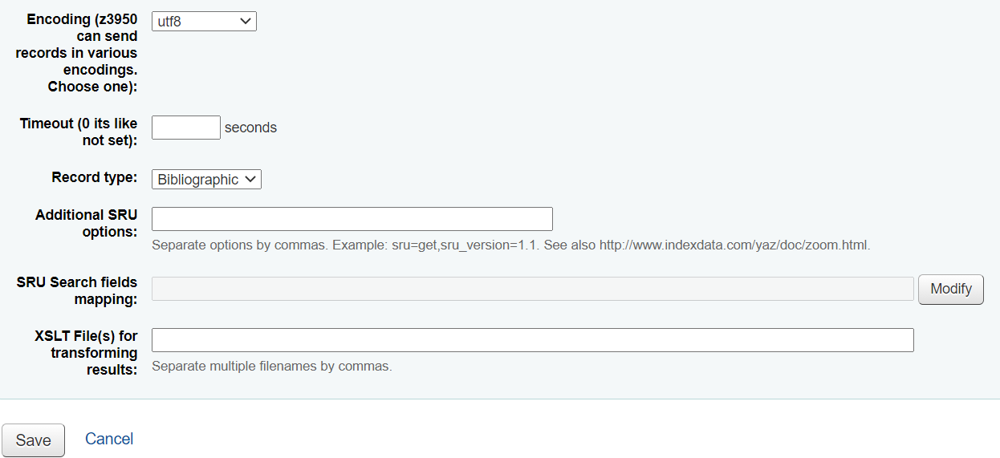 Encoding (z3950
can send
records in various
encodings.
Choose one):
utf8
Timeout (0 its like
not set):
seconds
Record type:
Bibliographic
Additional SRU
options:
Separate options by commas. Example: sru=get,sru_version=1.1. See also http://www.indexdata.com/yaz/doc/zoom.html.
SRU Search fields
mapping:
Modify
XSLT File(s) for
transforming
results:
Separate multiple filenames by commas.
Save
Cancel